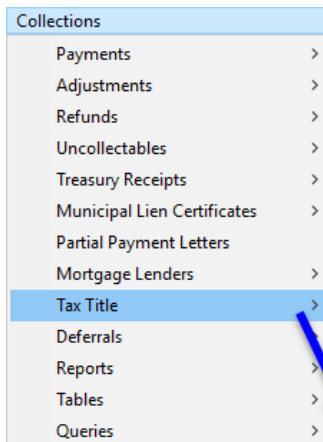 Collections
Payments
Adjustments
Refunds
Uncollectables
Treasury Receipts
Municipal Lien Certificates
Partial Payment Letters
Mortgage Lenders
Tax Title
Deferrals
Reports
Tables
Queries